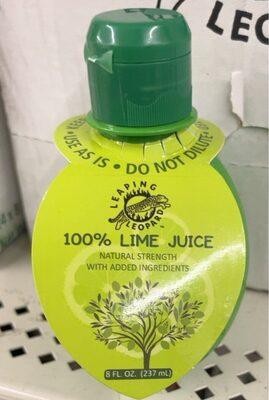 USE AS IS • DO NOT DILUTE
LEAPING
LEOPARD
100% LIME JUICE
NATURAL STRENGTH
WITH ADDED INGREDIENTS
8 FL. OZ. (237 mL)